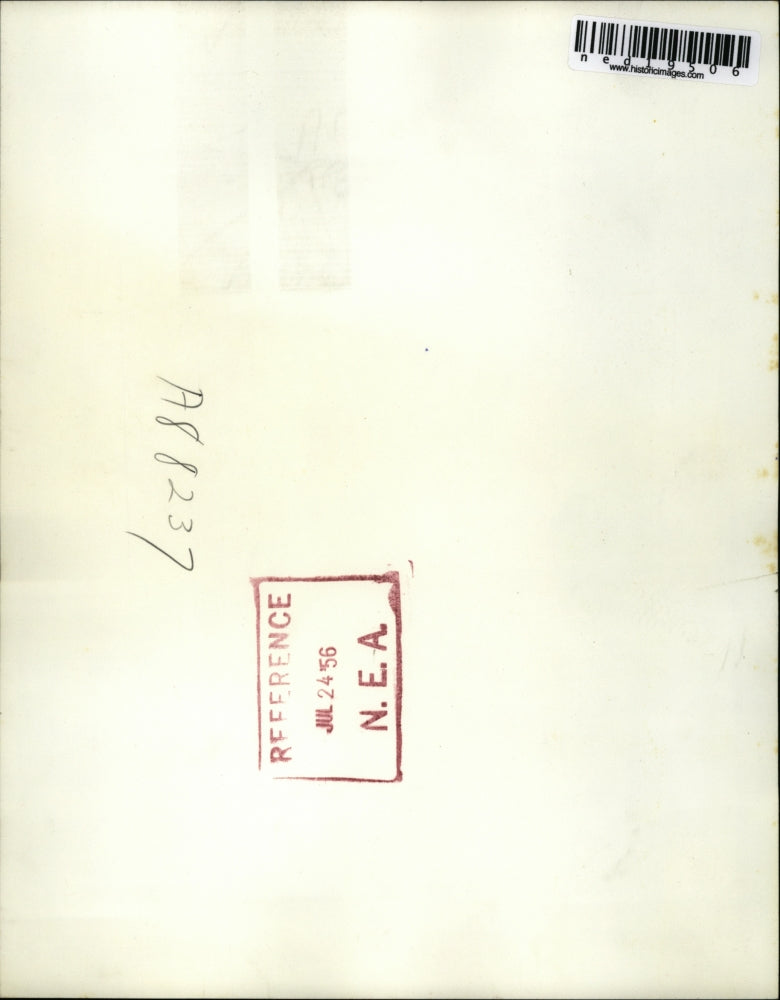 ned19506
www.historicimages.com
A88237
REFERENCE
JUL 24 '56
N. E. A.